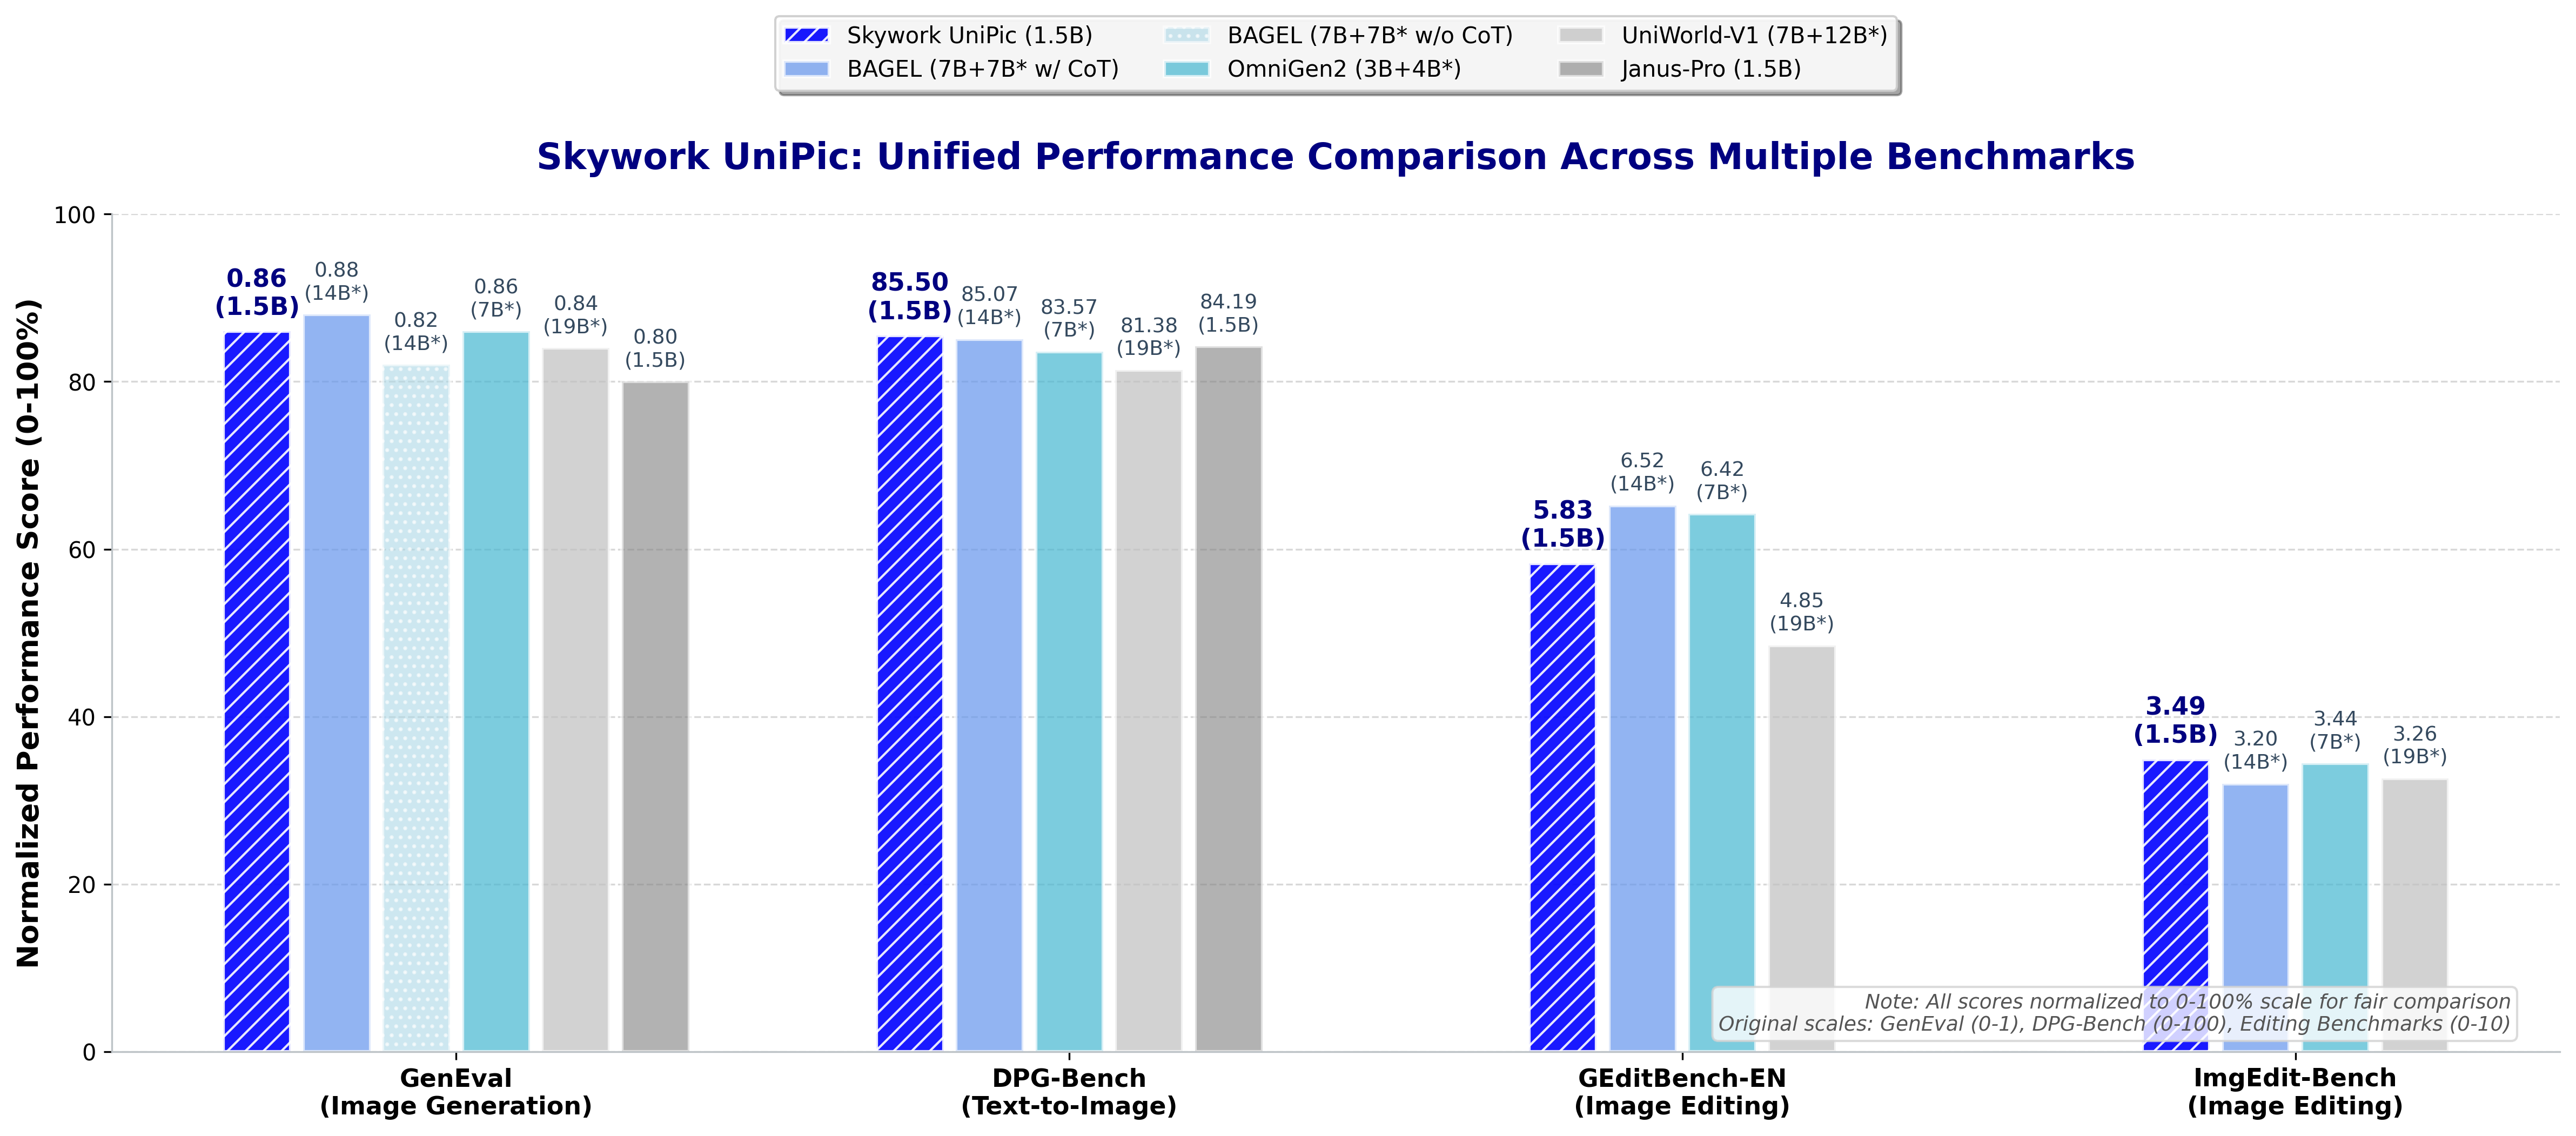 Skywork UniPic (1.5B)
BAGEL (7B+7B* w/ CoT)
BAGEL (7B+7B* w/o CoT)
OmniGen2 (3B+4B*)
UniWorld-V1 (7B+12B*)
Janus-Pro (1.5B)
Skywork UniPic: Unified Performance Comparison Across Multiple Benchmarks
Normalized Performance Score (0-100%)
100
80
60
40
20
0
0.86
(1.5B)
0.88
(14B*)
0.82
(14B*)
0.86
(7B*)
0.84
(19B*)
0.80
(1.5B)
85.50
(1.5B)
85.07
(14B*)
83.57
(7B*)
81.38
(19B*)
84.19
(1.5B)
5.83
(1.5B)
6.52
(14B*)
6.42
(7B*)
4.85
(19B*)
3.49
(1.5B)
3.20
(14B*)
3.44
(7B*)
3.26
(19B*)
Note: All scores normalized to 0-100% scale for fair comparison
Original scales: GenEval (0-1), DPG-Bench (0-100), Editing Benchmarks (0-10)
GenEval
(Image Generation)
DPG-Bench
(Text-to-Image)
GEditBench-EN
(Image Editing)
ImgEdit-Bench
(Image Editing)